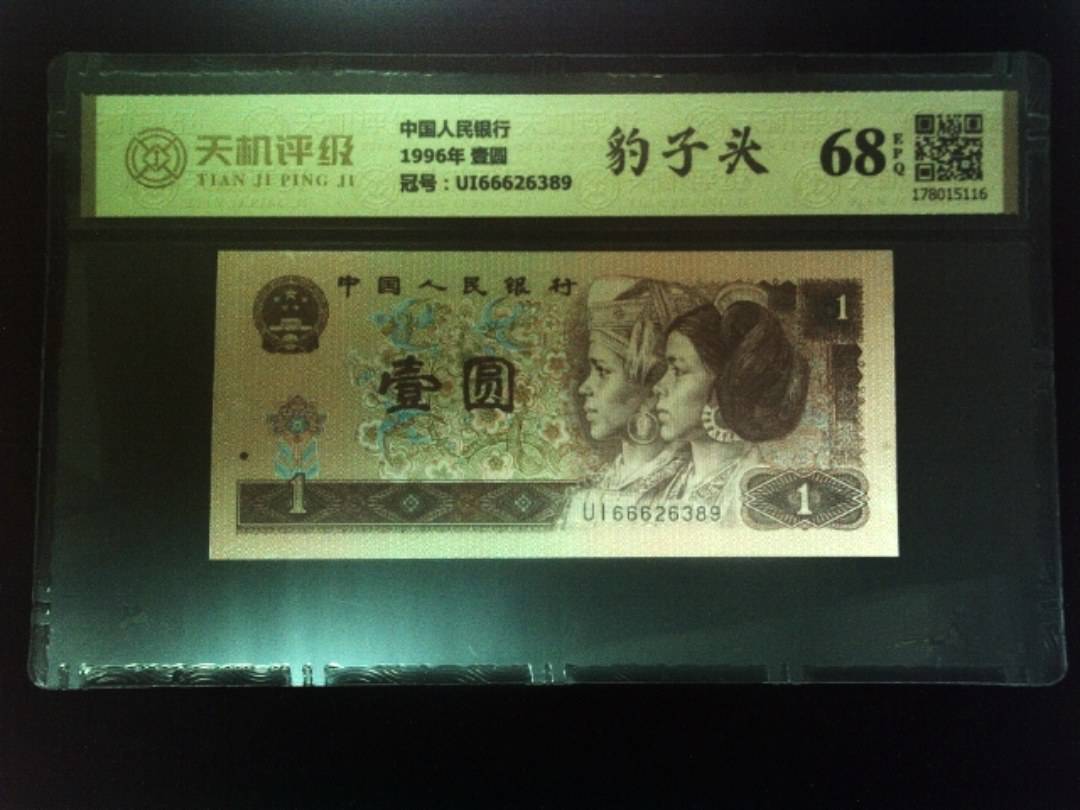 天机评级
TIAN JI PING JI
中国人民银行
1996年 壹圆
冠号：UI66626389
豹子头
68
EPQ
178015116
中国人民银行
1
壹圆
1
UI66626389
1